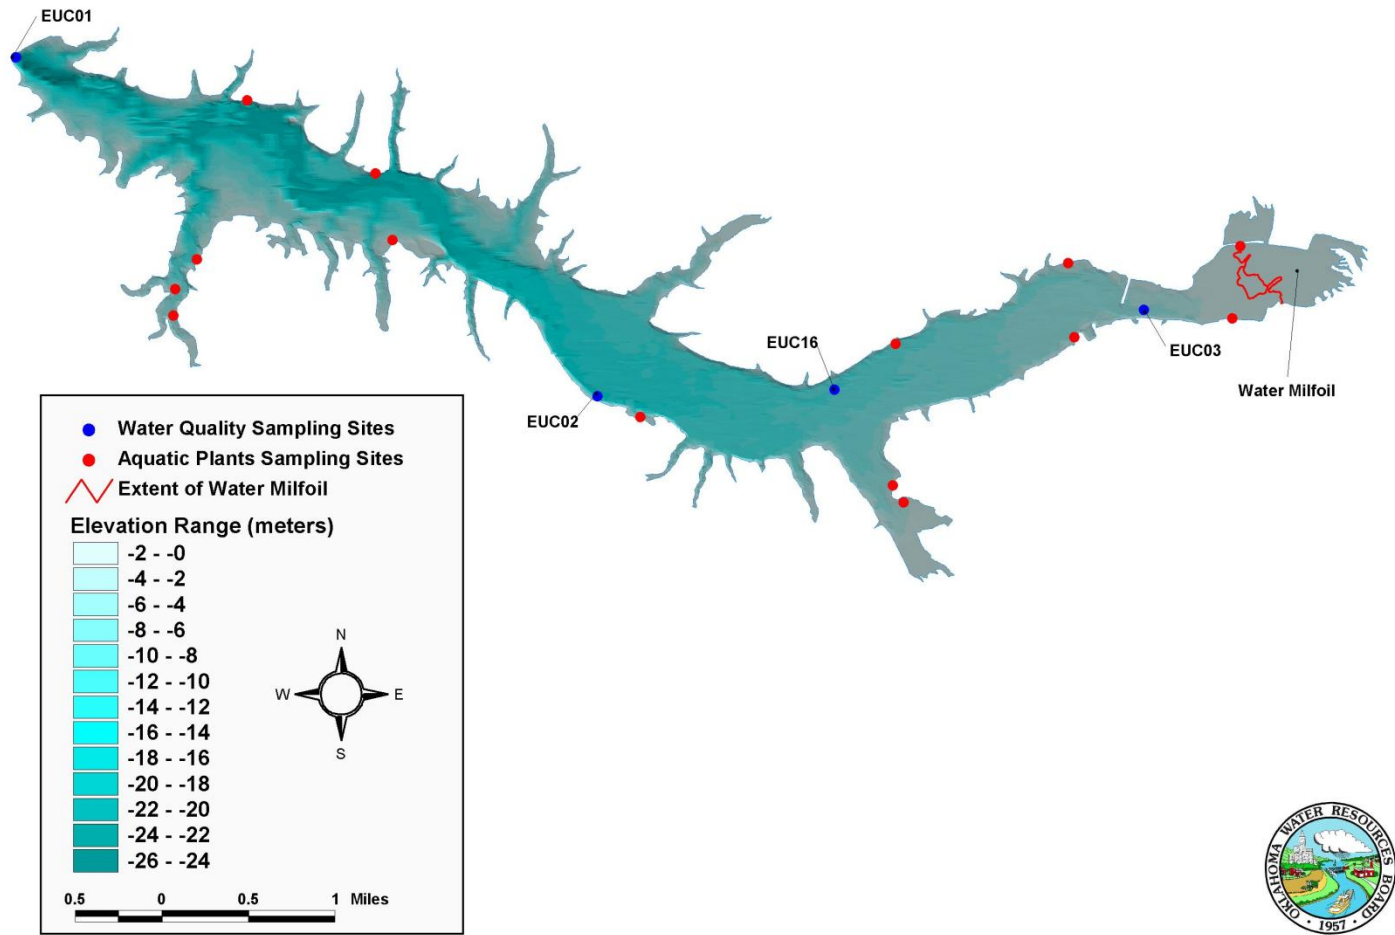 EUC01
EUC16
EUC03
Water Milfoil
EUC02
Water Quality Sampling Sites
Aquatic Plants Sampling Sites
Extent of Water Milfoil
Elevation Range (meters)
-2 - -0
-4 - -2
-6 - -4
-8 - -6
-10 - -8
-12 - -10
-14 - -12
-16 - -14
-18 - -16
-20 - -18
-22 - -20
-24 - -22
-26 - -24
N
W E
S
0.5 0 0.5 1 Miles
OKLAHOMA WATER RESOURCES BOARD
• 1957 •